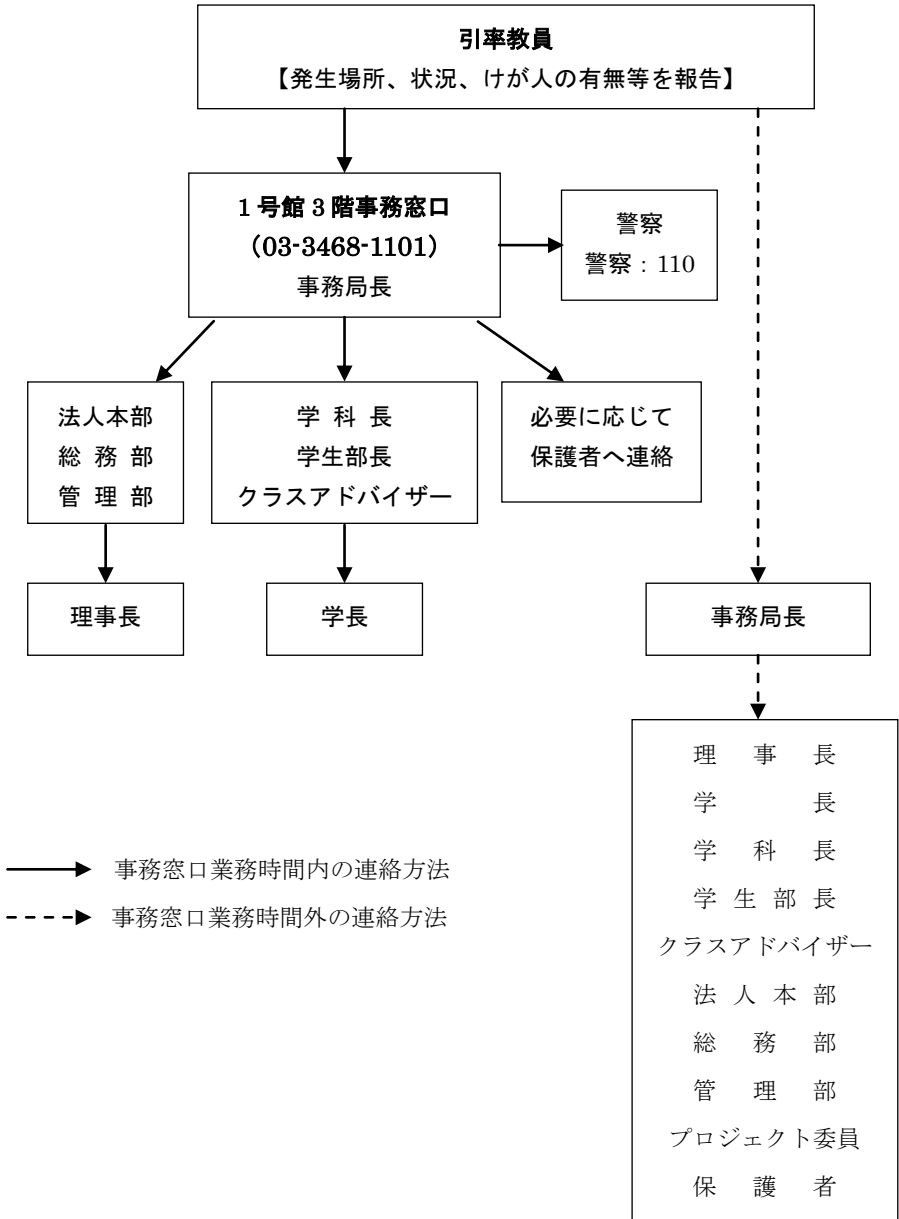 引率教員
【発生場所、状況、けが人の有無等を報告】
1号館3階事務窓口
（03-3468-1101）
事務局長
警察
警察：110
法人本部
総 務 部
管 理 部
学 科 長
学生部長
クラスアドバイザー
必要に応じて
保護者へ連絡
理事長
学長
事務局長
理 事 長
学 長
学 科 長
学 生 部 長
クラスアドバイザー
法 人 本 部
総 務 部
管 理 部
プロジェクト委員
保 護 者
事務窓口業務時間内の連絡方法
事務窓口業務時間外の連絡方法